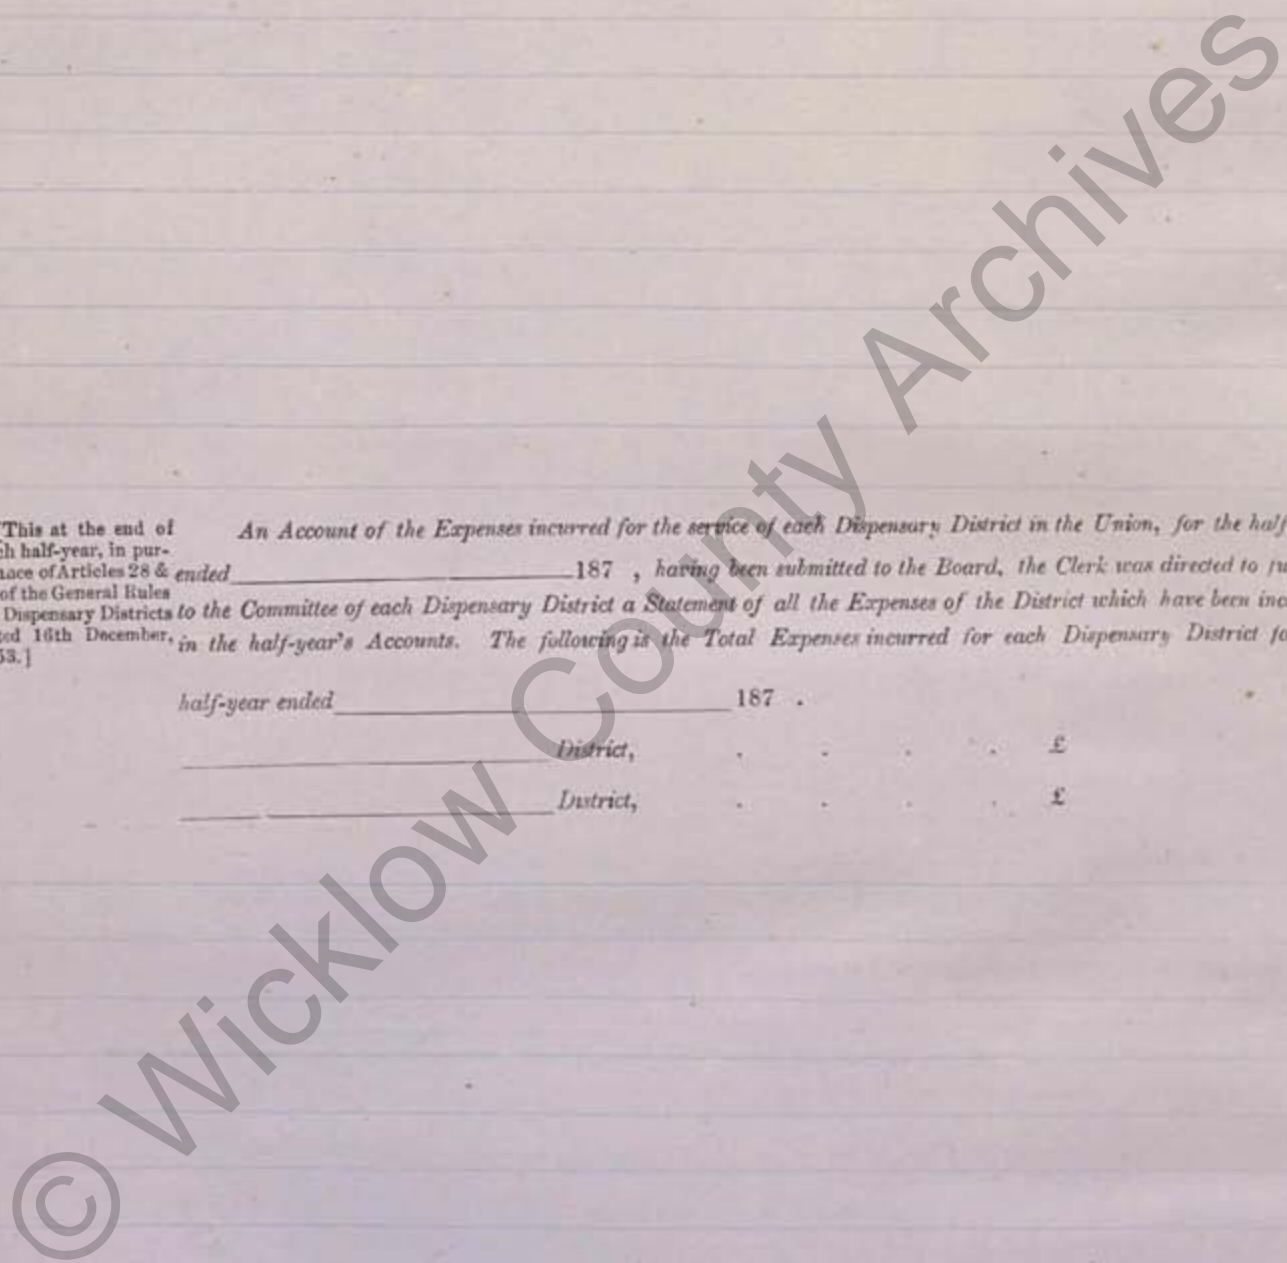 This at the end of
h half-year, in pur-
ace of Articles 28 &
of the General Rules
Dispensary Districts
ed 16th December,
53.]
An Account of the Expenses incurred for the service of each Dispensary District in the Union, for the half
ended 187 , having been submitted to the Board, the Clerk was directed to
to the Committee of each Dispensary District a Statement of all the Expenses of the District which have been inc
in the half-year's Accounts. The following is the Total Expenses incurred for each Dispensary District fo
half-year ended 187 .
District, . . . . £
District, . . . . £
© Wicklow County Archives